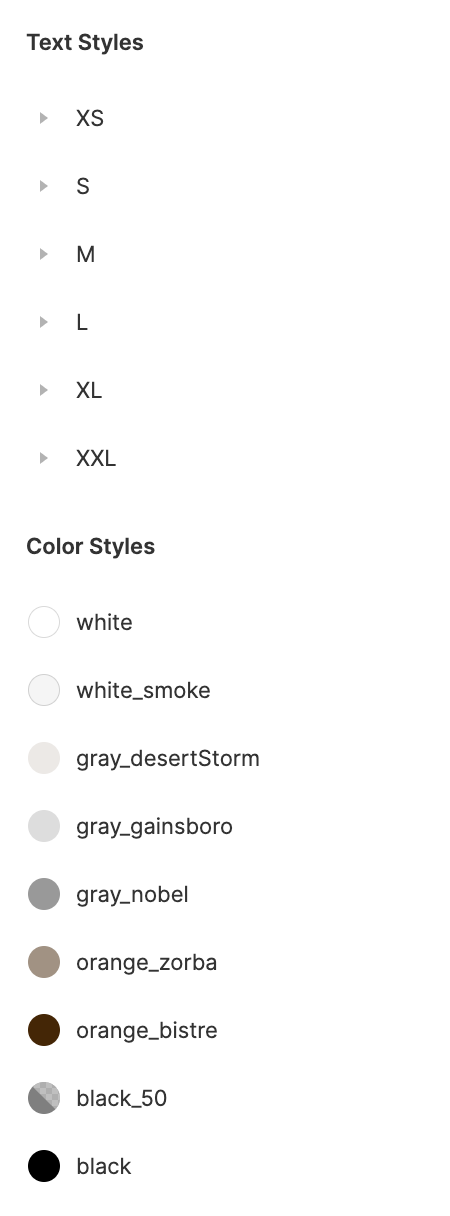 Text Styles
XS
S
M
L
XL
XXL
Color Styles
white
white_smoke
gray_desertStorm
gray_gainsboro
gray_nobel
orange_zorba
orange_bistre
black_50
black